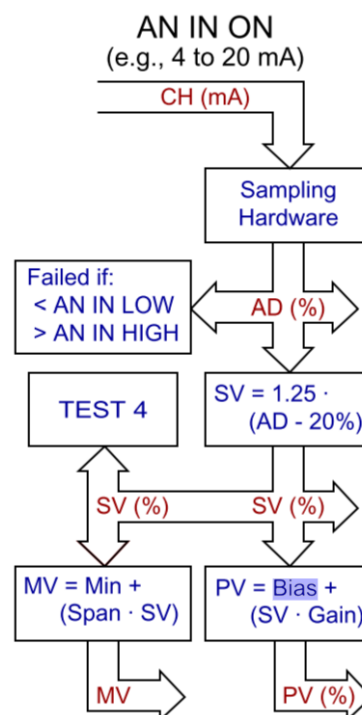 AN IN ON
(e.g., 4 to 20 mA)
CH (mA)
Sampling
Hardware
Failed if:
< AN IN LOW
> AN IN HIGH
AD (%)
TEST 4
SV = 1.25 ·
(AD - 20%)
SV (%)
SV (%)
MV = Min +
(Span · SV)
PV = Bias +
(SV · Gain)
MV
PV (%)